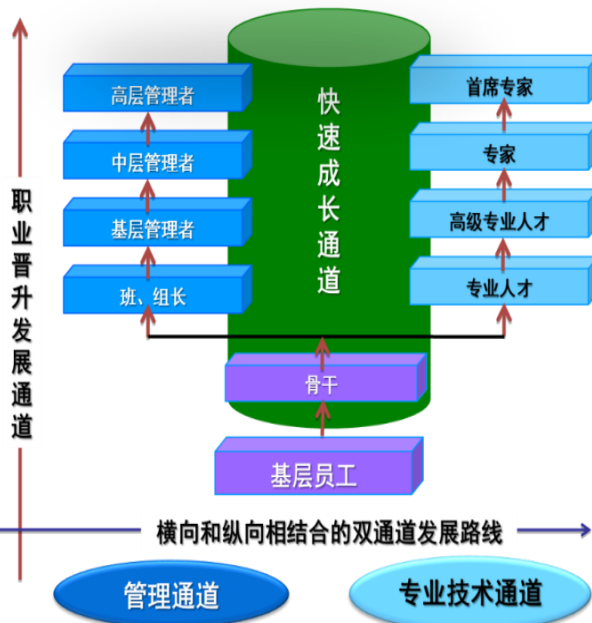 高层管理者
中层管理者
基层管理者
班、组长
快速成长通道
首席专家
专家
高级专业人才
专业人才
职业晋升发展通道
骨干
基层员工
横向和纵向相结合的双通道发展路线
管理通道
专业技术通道